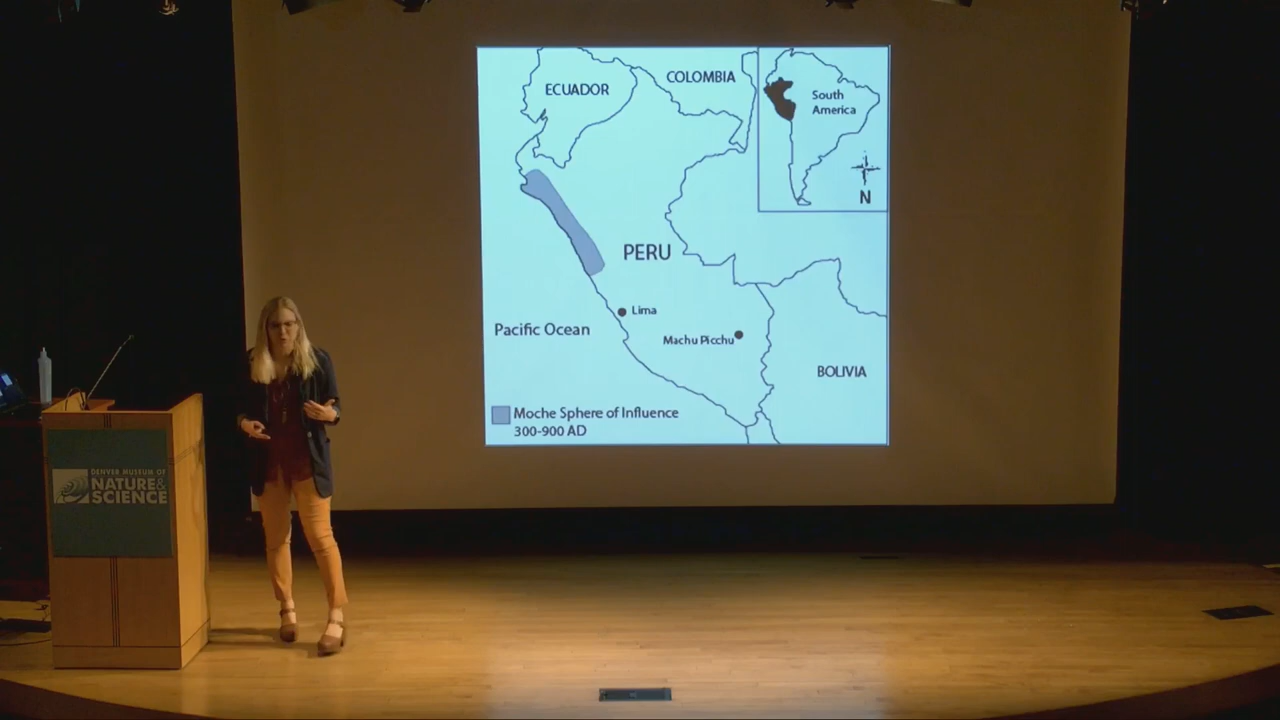 ECUADOR
COLOMBIA
South
America
N
PERU
Lima
Pacific Ocean
Machu Picchu
BOLIVIA
Moche Sphere of Influence
300-900 AD
DENVER MUSEUM OF
NATURE &
SCIENCE